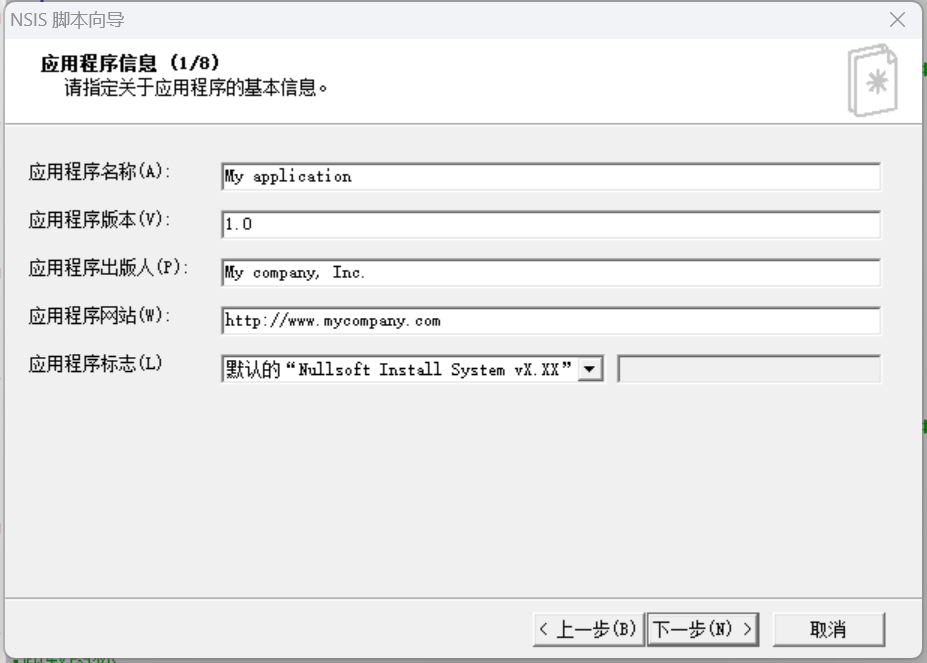 NSIS 脚本向导
应用程序信息 (1/8)
请指定关于应用程序的基本信息。
应用程序名称(A): My application
应用程序版本(V): 1.0
应用程序出版人(P): My company, Inc.
应用程序网站(W): http://www.mycompany.com
应用程序标志(L) 默认的“Nullsoft Install System vX.XX”
< 上一步(B) 下一步(N) > 取消